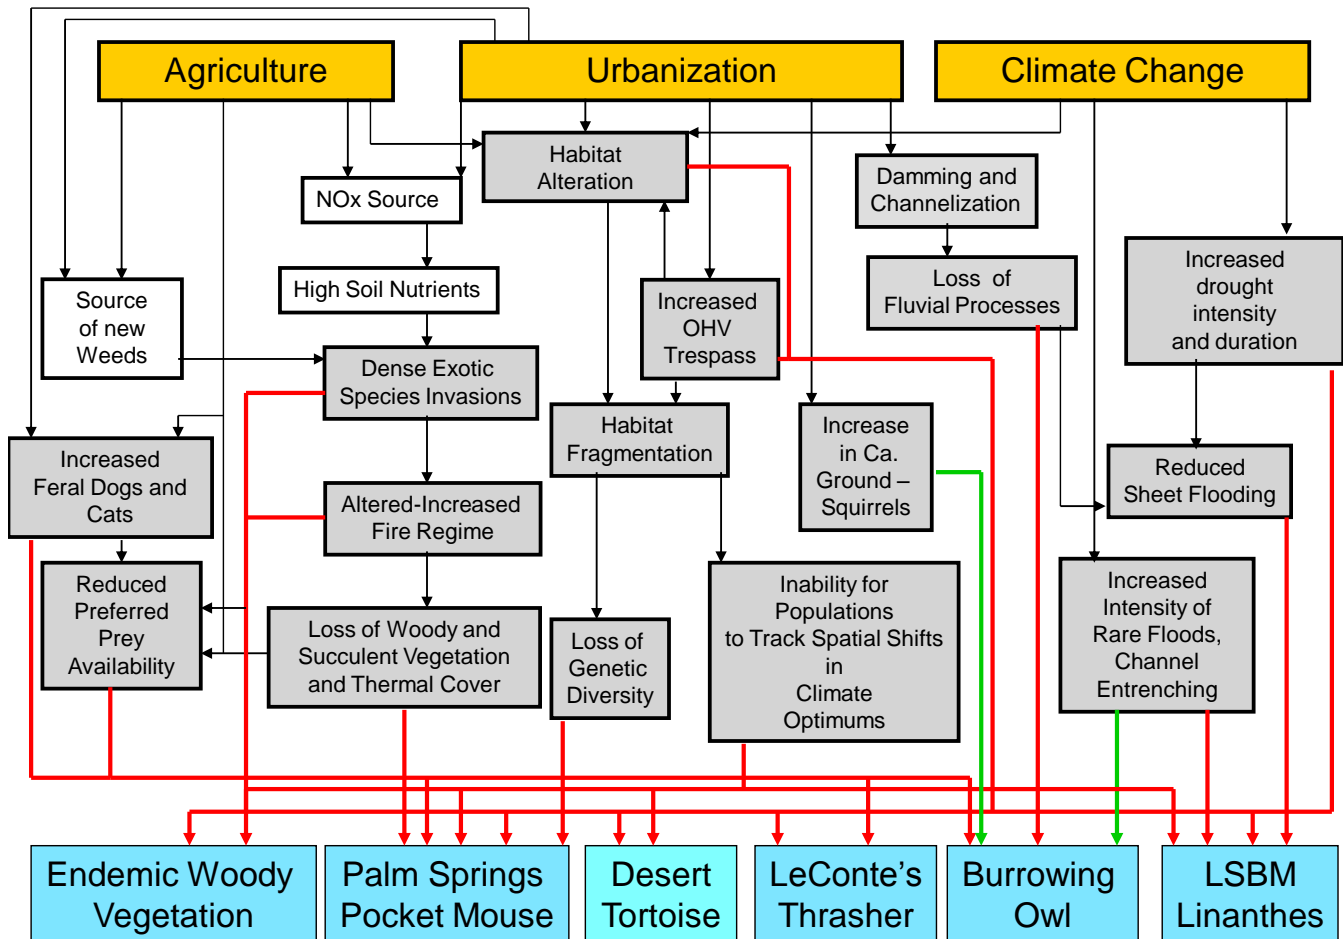 Agriculture
Urbanization
Climate Change
Habitat
Alteration
Damming and
Channelization
NOx Source
High Soil Nutrients
Source
of new
Weeds
Increased
OHV
Trespass
Loss of
Fluvial Processes
Increased
drought
intensity
and duration
Dense Exotic
Species Invasions
Habitat
Fragmentation
Increase
in Ca.
Ground –
Squirrels
Increased
Feral Dogs and
Cats
Reduced
Sheet Flooding
Altered-Increased
Fire Regime
Reduced
Preferred
Prey
Availability
Loss of Woody and
Succulent Vegetation
and Thermal Cover
Loss of
Genetic
Diversity
Inability for
Populations
to Track Spatial Shifts
in
Climate
Optimums
Increased
Intensity of
Rare Floods,
Channel
Entrenching
Endemic Woody
Vegetation
Palm Springs
Pocket Mouse
Desert
Tortoise
LeConte's
Thrasher
Burrowing
Owl
LSBM
Linanthes